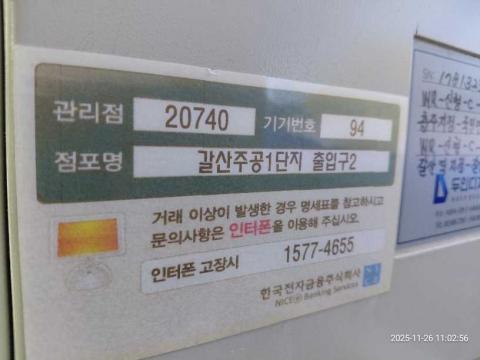 관리점 20740 기기번호 94
점포명 갈산주공1단지 출입구2
거래 이상이 발생한 경우 명세표를 참고하시고
문의사항은 인터폰을 이용해 주십시오.
인터폰 고장시 1577-4655
한국전자금융주식회사
NICE Banking Services
SN:
두인디
2025-11-26 11:02:56